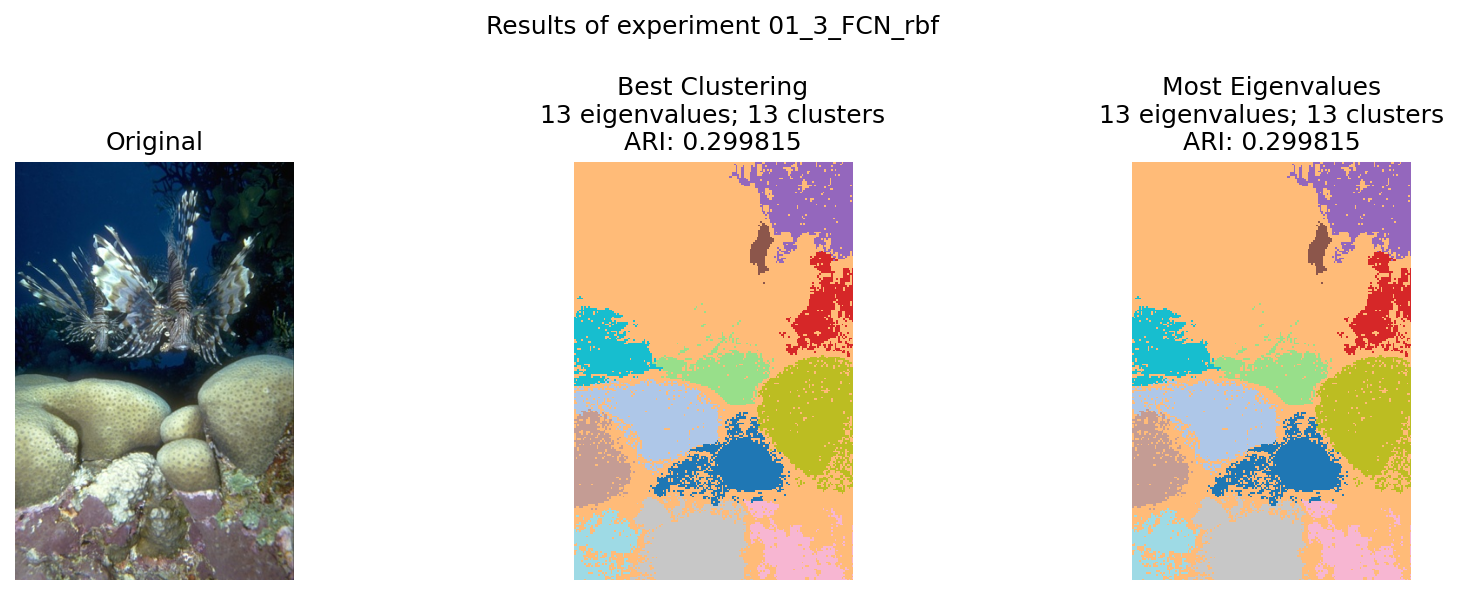 Results of experiment 01_3_FCN_rbf
Original
Best Clustering
13 eigenvalues; 13 clusters
ARI: 0.299815
Most Eigenvalues
13 eigenvalues; 13 clusters
ARI: 0.299815